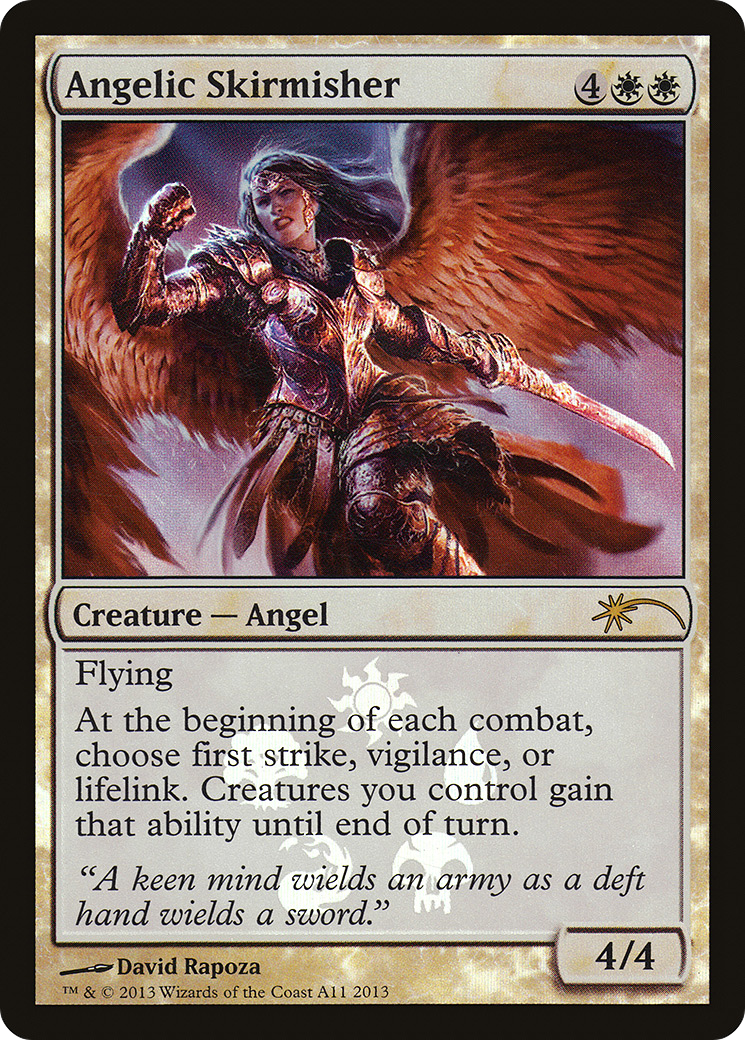 Angelic Skirmisher 4
Creature — Angel
Flying
At the beginning of each combat,
choose first strike, vigilance, or
lifelink. Creatures you control gain
that ability until end of turn.
“A keen mind wields an army as a deft
hand wields a sword.”
4/4
David Rapoza
™ & © 2013 Wizards of the Coast A11 2013